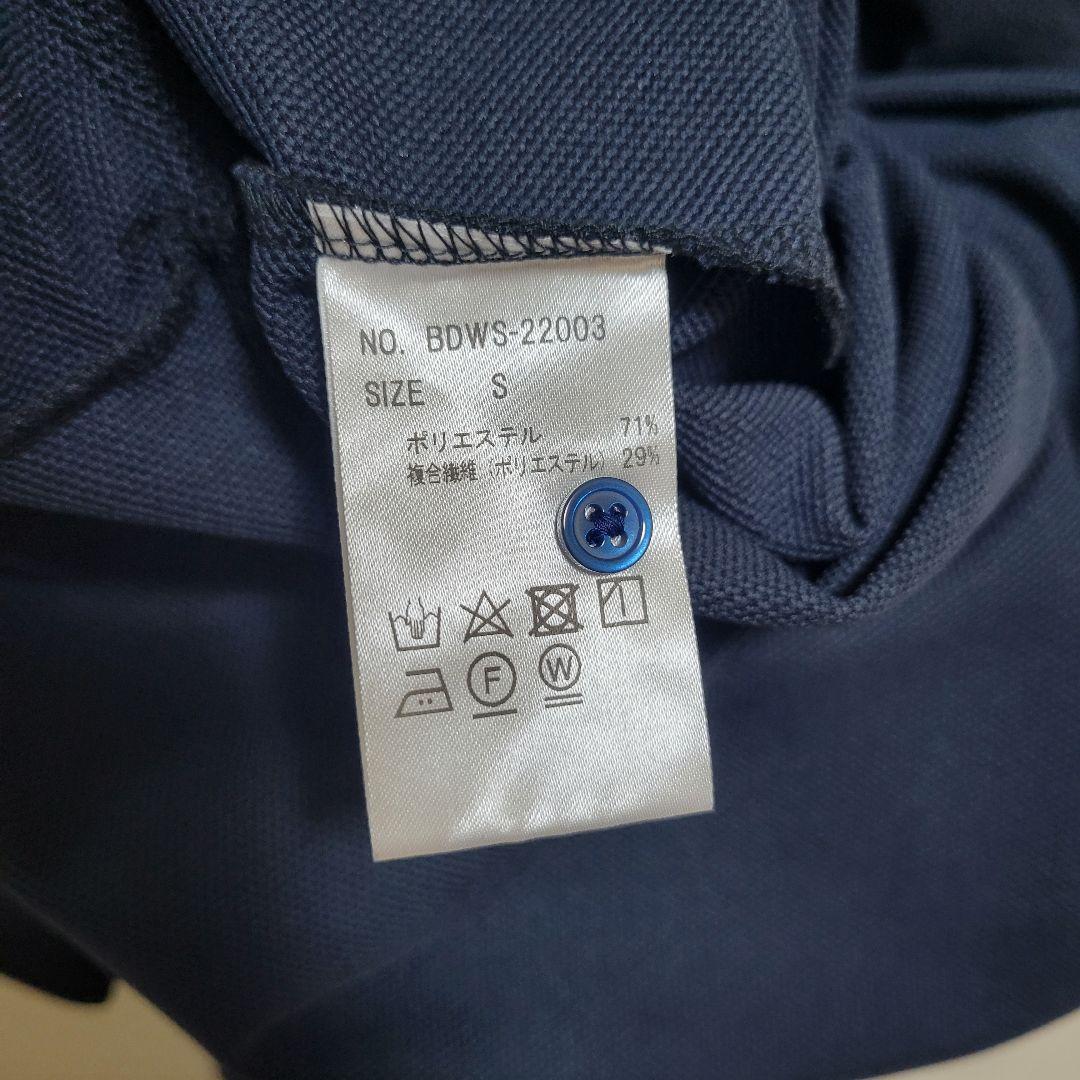 NO. BDWS-22003
SIZE S
ポリエステル 71%
複合繊維(ポリエステル) 29%
F W